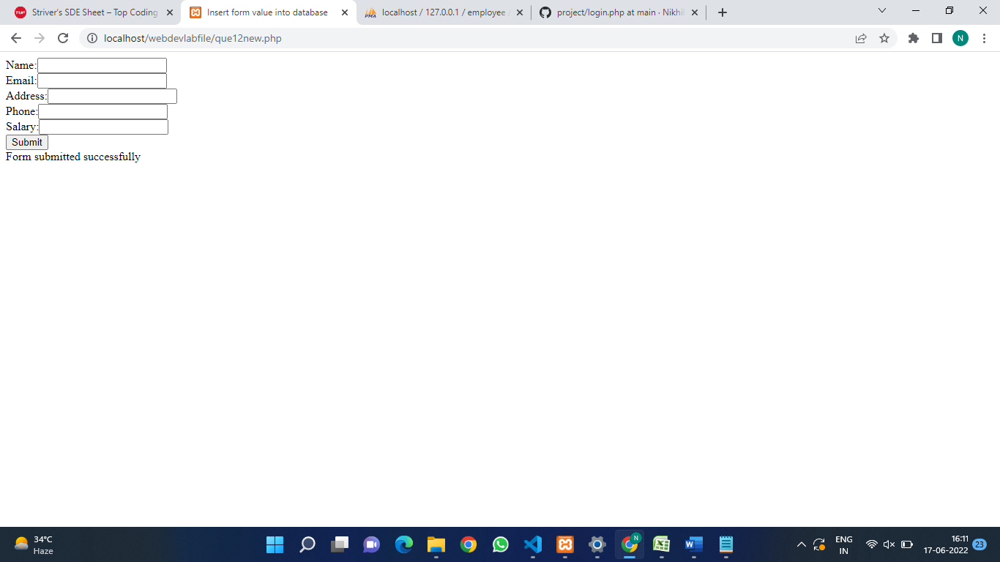 Striver's SDE Sheet – Top Coding
Insert form value into database
localhost / 127.0.0.1 / employee
project/login.php at main · Nikhil
localhost/webdevlabfile/que12new.php
N
Name:
Email:
Address:
Phone:
Salary:
Submit
Form submitted successfully
34°C
Haze
N
ENG
IN
16:11
17-06-2022
23